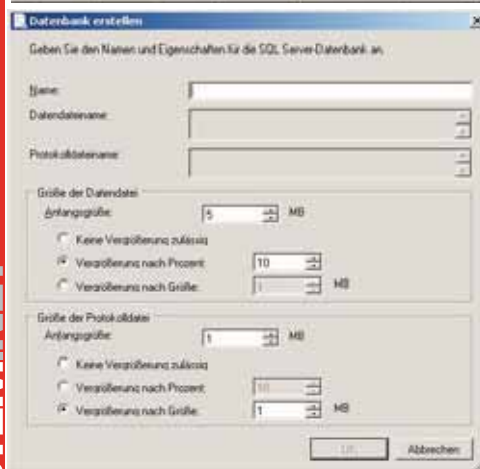 Datenbank erstellen
Geben Sie den Namen und Eigenschaften für die SQL Server-Datenbank an.
Name:
Datendateiname:
Protokolldateiname:
Größe der Datendatei
Anfangsgröße: 5 MB
Keine Vergrößerung zulässig
Vergrößerung nach Prozent: 10
Vergrößerung nach Größe: 1 MB
Größe der Protokolldatei
Anfangsgröße: 1 MB
Keine Vergrößerung zulässig
Vergrößerung nach Prozent: 10
Vergrößerung nach Größe: 1 MB
OK Abbrechen